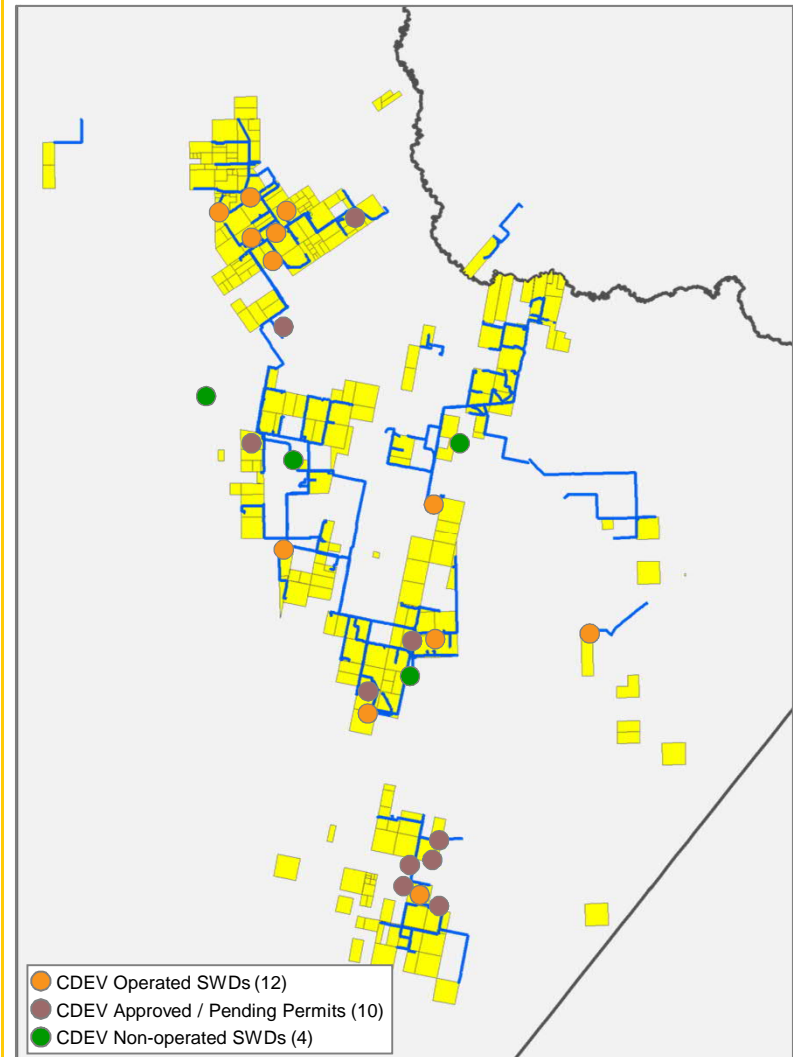 CDEV Operated SWDs (12)
CDEV Approved / Pending Permits (10)
CDEV Non-operated SWDs (4)